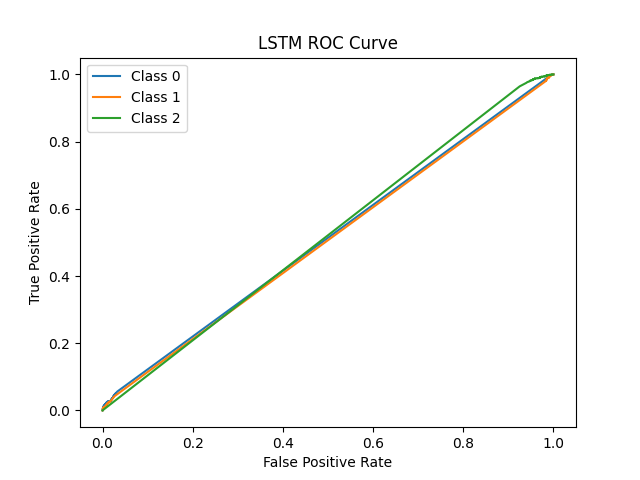 LSTM ROC Curve
Class 0
Class 1
Class 2
True Positive Rate
1.0
0.8
0.6
0.4
0.2
0.0
0.0 0.2 0.4 0.6 0.8 1.0
False Positive Rate